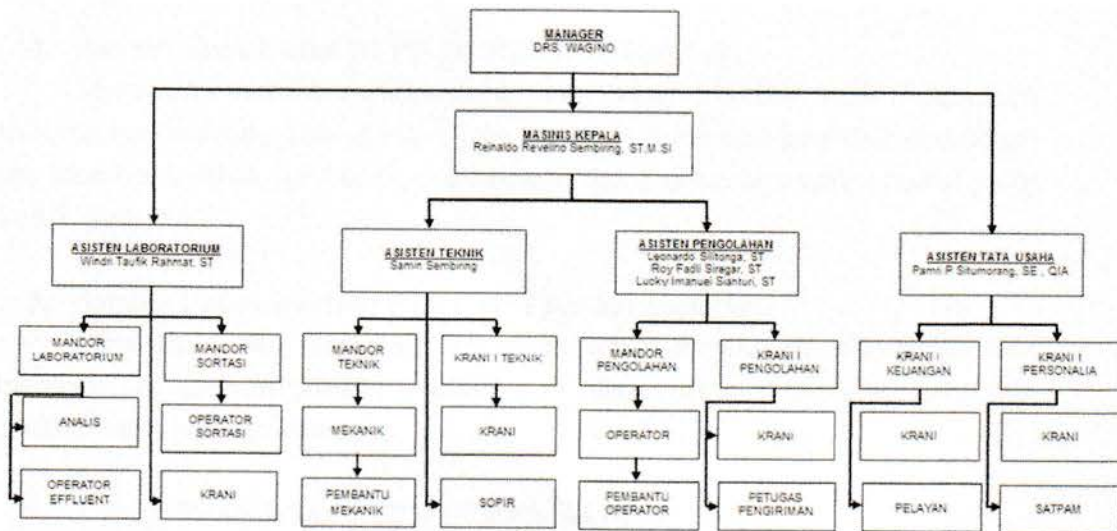 MANAGER
DRS. WAGINO
MASINIS KEPALA
Reinaldo Revelino Sembiring, ST.M.SI
ASISTEN LABORATORIUM
Windri Taufik Rahmat, ST
ASISTEN TEKNIK
Samin Sembiring
ASISTEN PENGOLAHAN
Leonardo Silitonga, ST
Roy Fadli Siregar, ST
Lucky Imanuel Sianturi, ST
ASISTEN TATA USAHA
Pamri P Situmorang, SE , QIA
MANDOR
LABORATORIUM
MANDOR
SORTASI
MANDOR
TEKNIK
KRANI I TEKNIK
MANDOR
PENGOLAHAN
KRANI I
PENGOLAHAN
KRANI I
KEUANGAN
KRANI I
PERSONALIA
ANALIS
OPERATOR
SORTASI
MEKANIK
KRANI
OPERATOR
KRANI
KRANI
KRANI
OPERATOR
EFFLUENT
KRANI
PEMBANTU
MEKANIK
SOPIR
PEMBANTU
OPERATOR
PETUGAS
PENGIRIMAN
PELAYAN
SATPAM